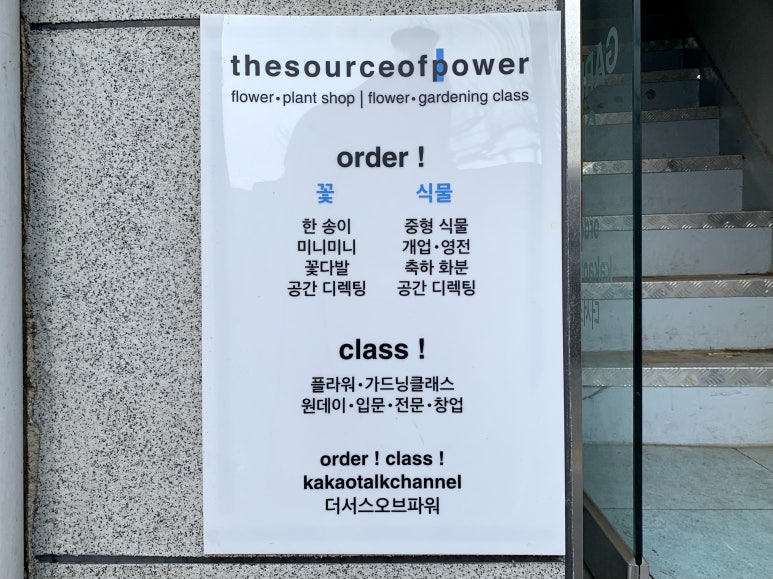 thesourceofpower
flower•plant shop | flower•gardening class
order !
꽃 식물
한 송이 중형 식물
미니미니 개업•영전
꽃다발 축하 화분
공간 디렉팅 공간 디렉팅
class !
플라워•가드닝클래스
원데이•입문•전문•창업
order ! class !
kakaotalkchannel
더서스오브파워